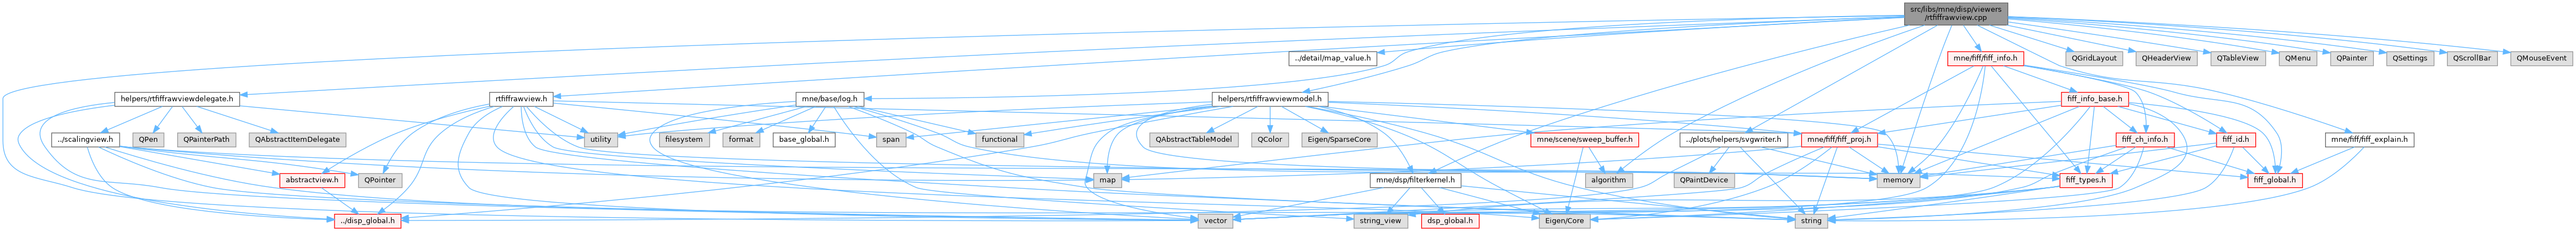 src/libs/mne/disp/viewers
/rtfiffrawview.cpp
../detail/map_value.h
mne/fiff/fiff_info.h
QGridLayout
QHeaderView
QTableView
QMenu
QPainter
QSettings
QScrollBar
QMouseEvent
helpers/rtfiffrawviewdelegate.h
rtfiffrawview.h
mne/base/log.h
helpers/rtfiffrawviewmodel.h
fiff_info_base.h
../scalingview.h
QPen
QPainterPath
QAbstractItemDelegate
utility
filesystem
format
base_global.h
span
functional
QAbstractTableModel
QColor
Eigen/SparseCore
mne/scene/sweep_buffer.h
../plots/helpers/svgwriter.h
mne/fiff/fiff_proj.h
fiff_ch_info.h
fiff_id.h
mne/fiff/fiff_explain.h
abstractview.h
QPointer
map
mne/dsp/filterkernel.h
algorithm
QPaintDevice
memory
fiff_types.h
fiff_global.h
../disp_global.h
vector
string_view
dsp_global.h
Eigen/Core
string